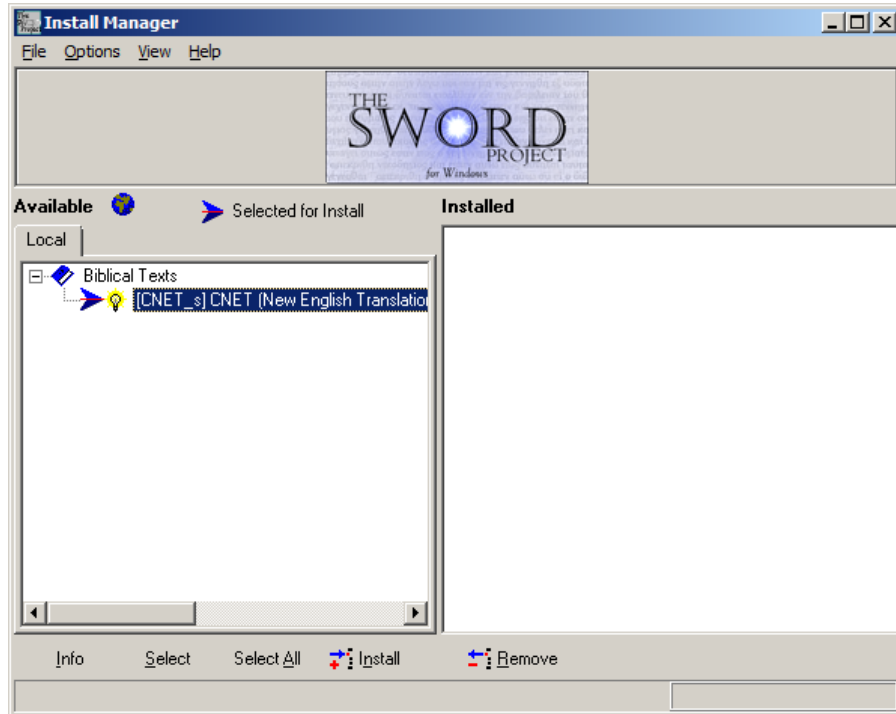 Install Manager
File Options View Help
THE
SWORD
PROJECT
for Windows
Available
Selected for Install
Installed
Local
Biblical Texts
[CNET_s] CNET (New English Translation
Info Select Select All Install Remove